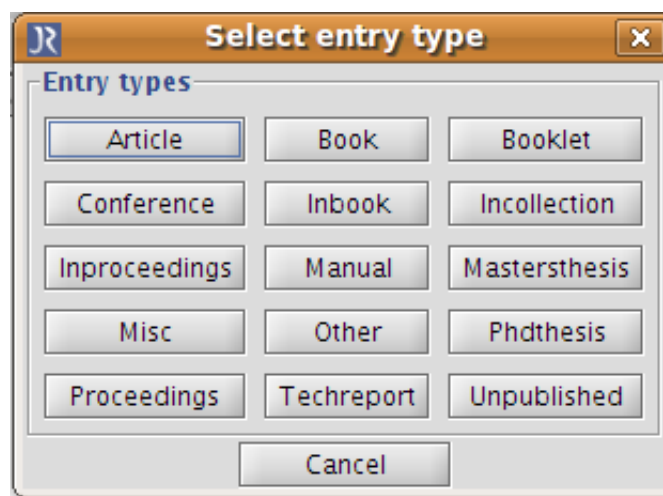 JR Select entry type
Entry types
Article Book Booklet
Conference Inbook Incollection
Inproceedings Manual Mastersthesis
Misc Other Phdthesis
Proceedings Techreport Unpublished
Cancel